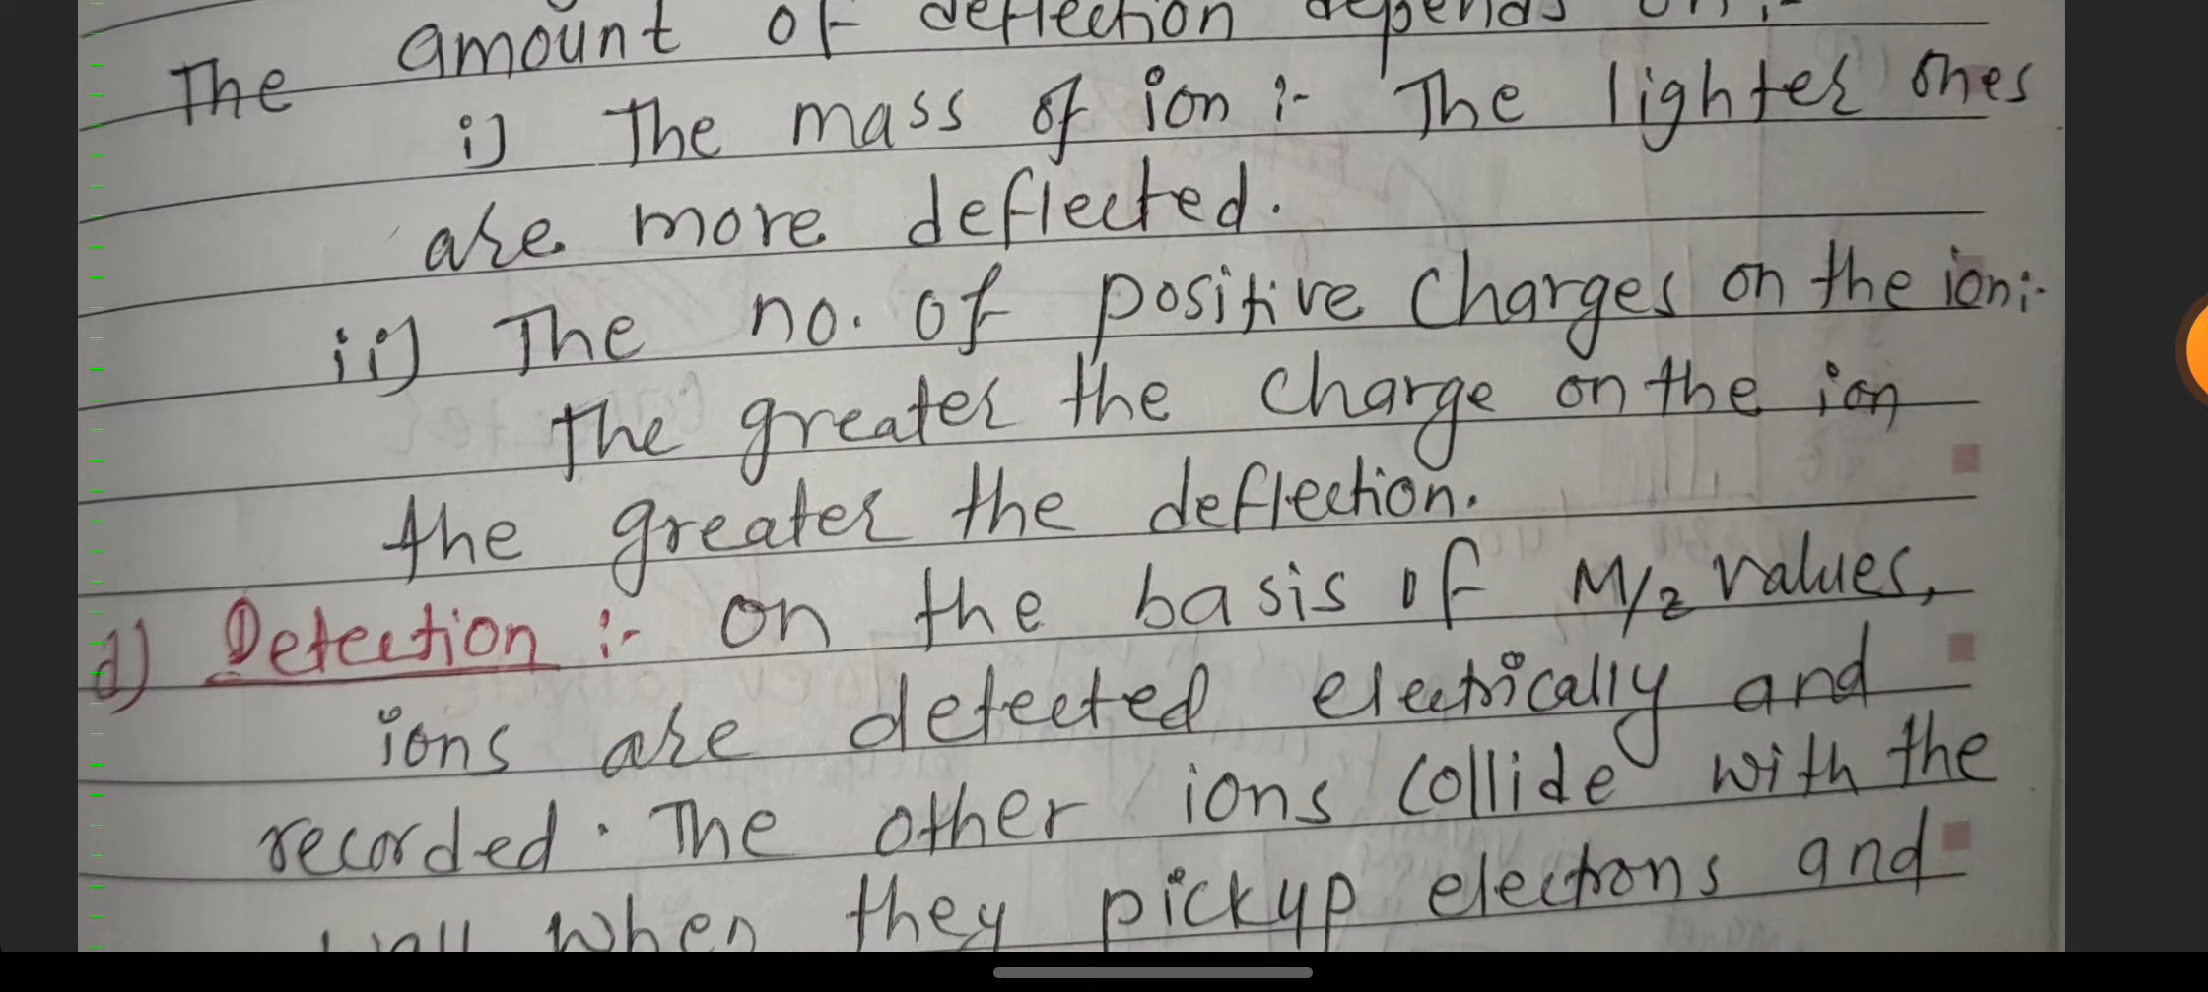 The amount of deflection depends on :-
i) The mass of ion :- The lighter ones
are more deflected.
ii) The no. of positive charges on the ion:-
The greater the charge on the ion
the greater the deflection.
d) Detection :- on the basis of M/z values,
ions are detected electrically and
recorded. The other ions collide with the
wall when they pickup electrons and